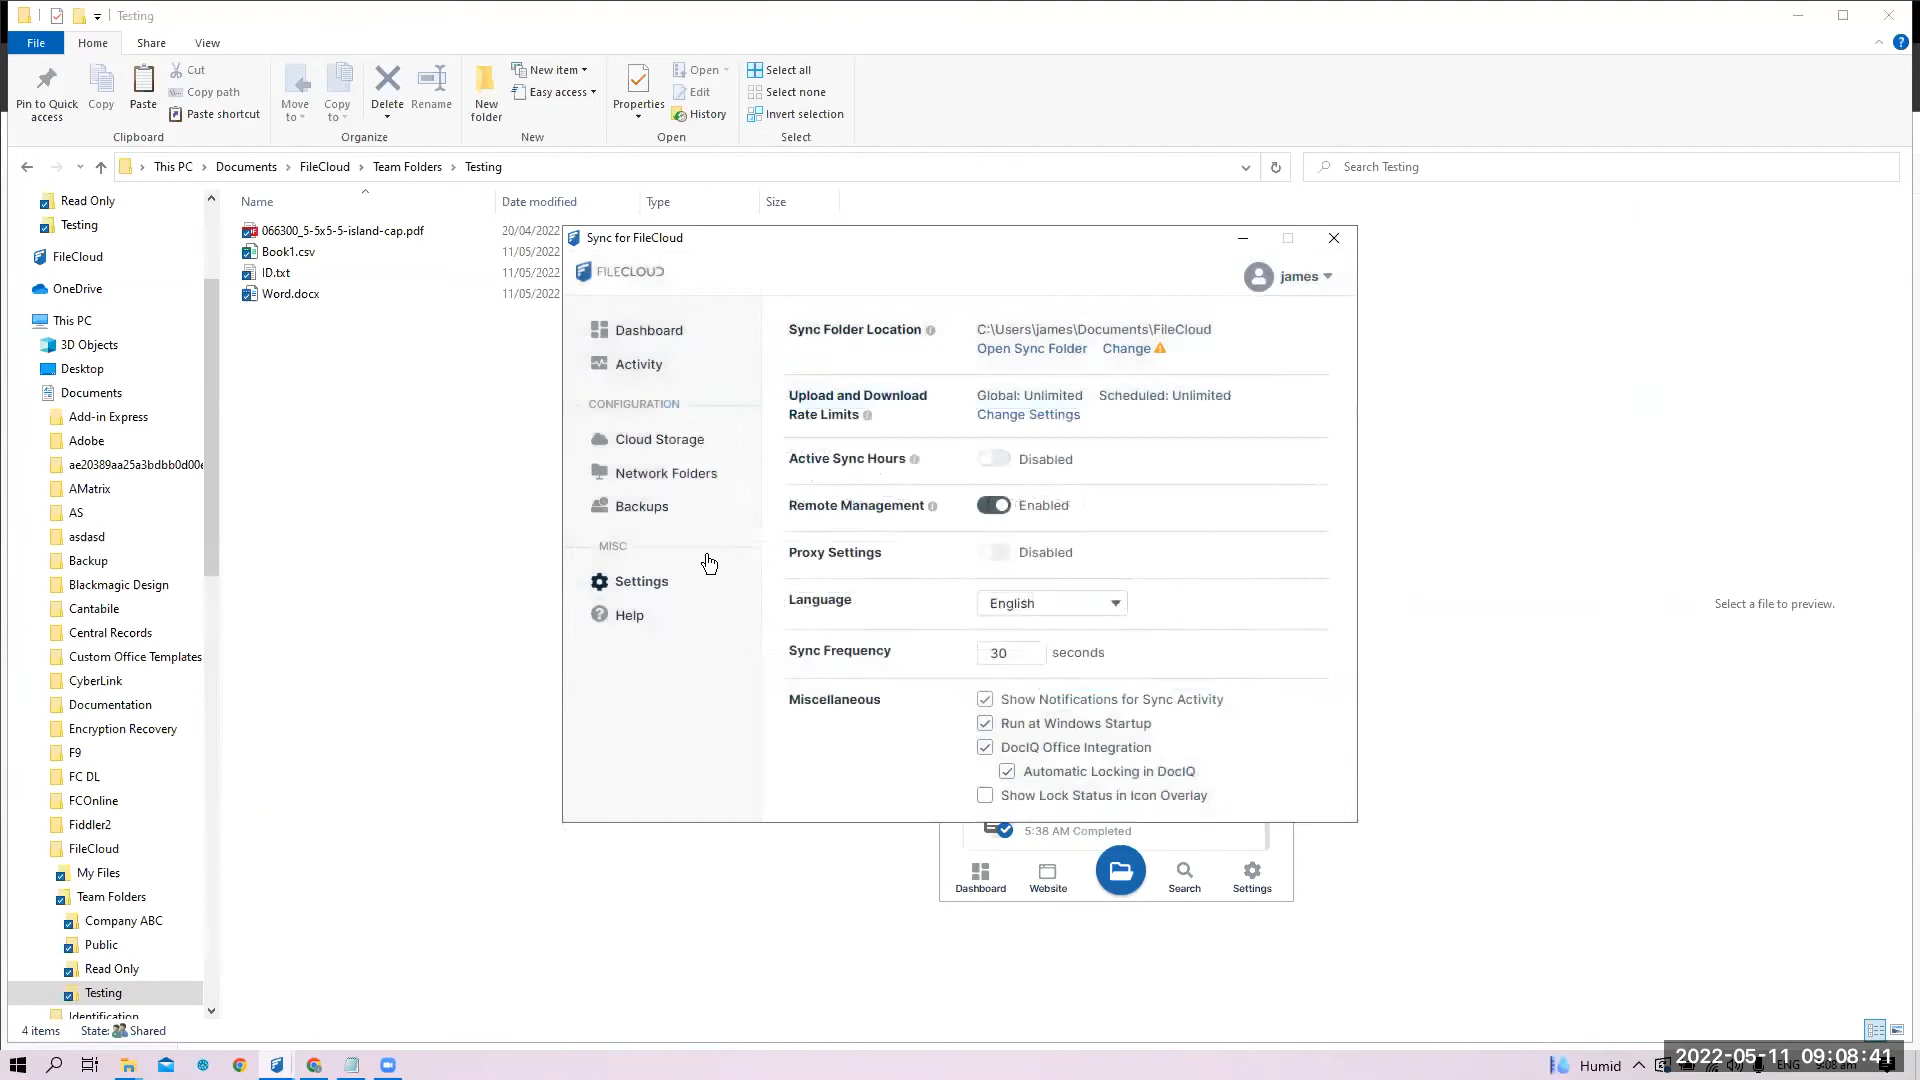 Testing
File
Home
Share
View
Pin to Quick access
Copy
Paste
Cut
Copy path
Paste shortcut
Clipboard
Move to
Copy to
Delete
Rename
Organize
New folder
New item
Easy access
New
Properties
Open
Edit
History
Open
Select all
Select none
Invert selection
Select
This PC > Documents > FileCloud > Team Folders > Testing
Search Testing
Read Only
Testing
FileCloud
OneDrive
This PC
3D Objects
Desktop
Documents
Add-in Express
Adobe
ae20389aa25a3bdbb0d00e
AMatrix
AS
asdasd
Backup
Blackmagic Design
Cantabile
Central Records
Custom Office Templates
CyberLink
Documentation
Encryption Recovery
F9
FC DL
FCOnline
Fiddler2
FileCloud
My Files
Team Folders
Company ABC
Public
Read Only
Testing
Identification
4 items State: Shared
Name Date modified Type Size
066300_5-5x5-5-island-cap.pdf 20/04/2022
Book1.csv 11/05/2022
ID.txt 11/05/2022
Word.docx 11/05/2022
Sync for FileCloud
FILECLOUD
james
Dashboard
Activity
CONFIGURATION
Cloud Storage
Network Folders
Backups
MISC
Settings
Help
Sync Folder Location C:\Users\james\Documents\FileCloud
Open Sync Folder Change
Upload and Download Global: Unlimited Scheduled: Unlimited
Rate Limits Change Settings
Active Sync Hours Disabled
Remote Management Enabled
Proxy Settings Disabled
Language English
Sync Frequency 30 seconds
Miscellaneous Show Notifications for Sync Activity
Run at Windows Startup
DocIQ Office Integration
Automatic Locking in DocIQ
Show Lock Status in Icon Overlay
5:38 AM Completed
Dashboard Website Search Settings
Select a file to preview.
Humid
ENG
2022-05-11 09:08:41